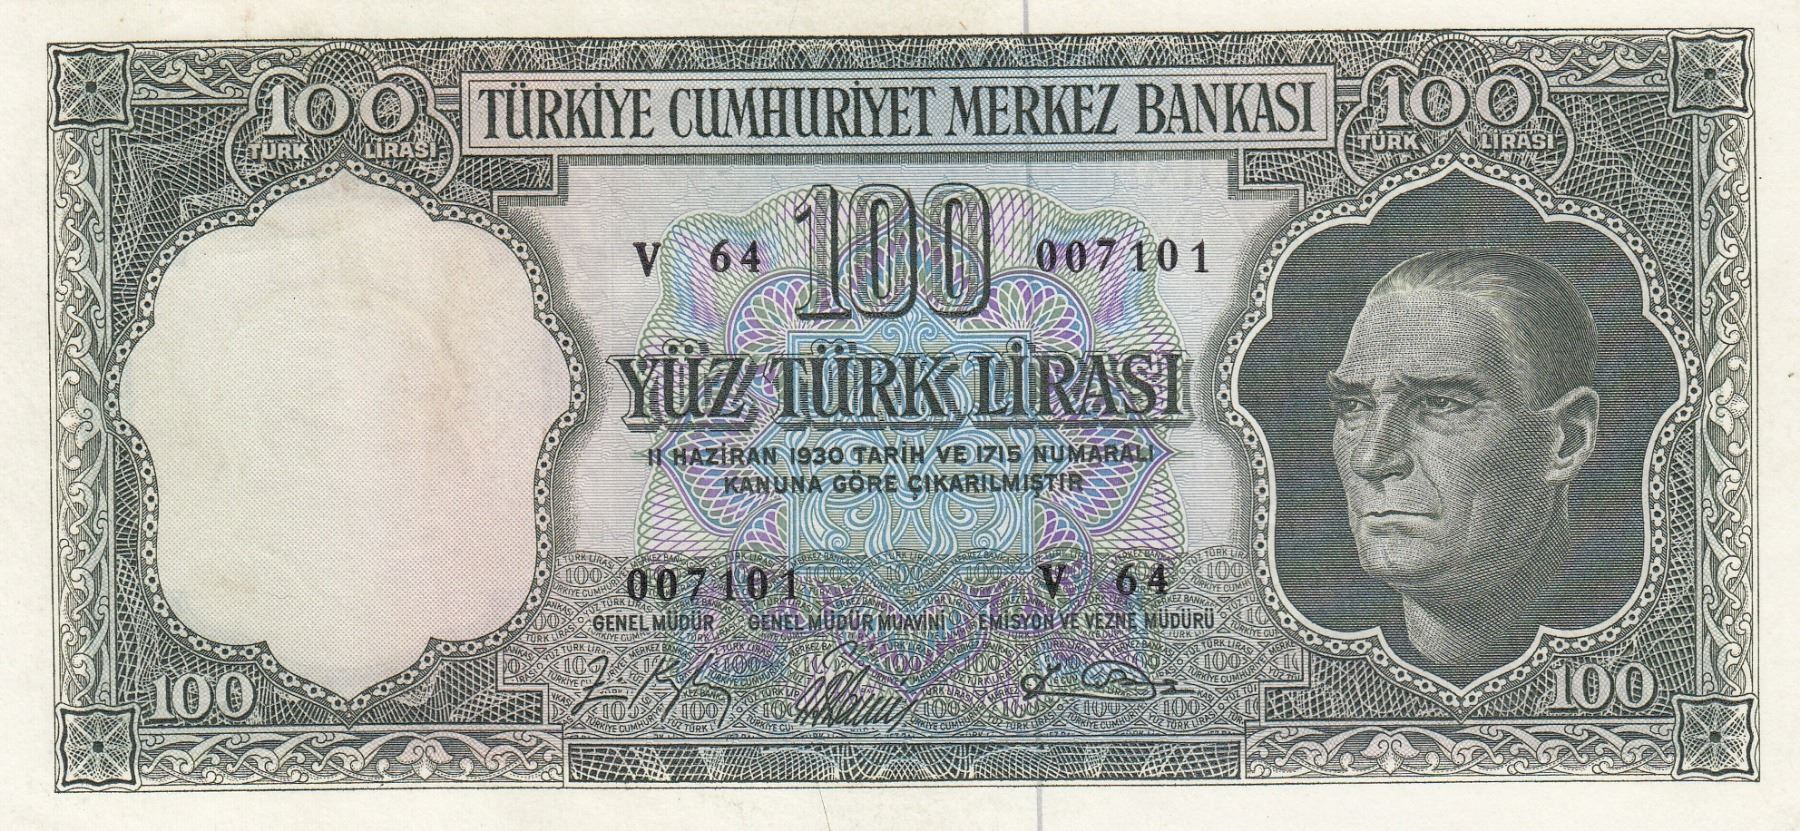 100 TÜRK LİRASI
TÜRKİYE CUMHURİYET MERKEZ BANKASI
100 TÜRK LİRASI
V 64 100 007101
YÜZ TÜRK LİRASI
11 HAZİRAN 1930 TARİH VE 1715 NUMARALI
KANUNA GÖRE ÇIKARILMIŞTIR
007101 V 64
GENEL MÜDÜR GENEL MÜDÜR MUAVİNİ EMİSYON VE VEZNE MÜDÜRÜ
100 100